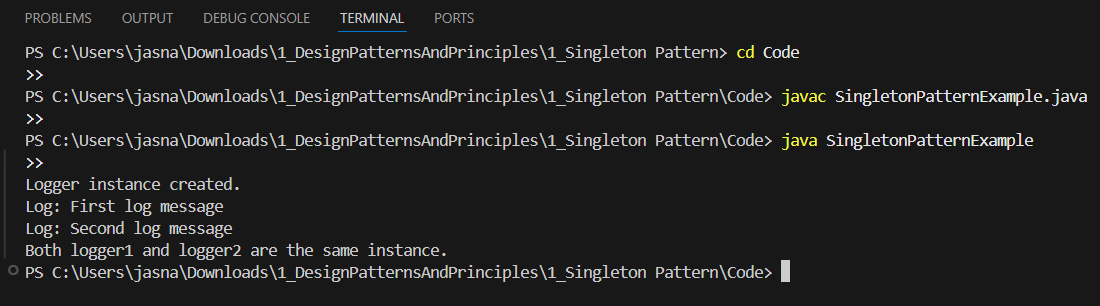 PROBLEMS OUTPUT DEBUG CONSOLE TERMINAL PORTS
PS C:\Users\jasna\Downloads\1_DesignPatternsAndPrinciples\1_Singleton Pattern> cd Code
>>
PS C:\Users\jasna\Downloads\1_DesignPatternsAndPrinciples\1_Singleton Pattern\Code> javac SingletonPatternExample.java
>>
PS C:\Users\jasna\Downloads\1_DesignPatternsAndPrinciples\1_Singleton Pattern\Code> java SingletonPatternExample
>>
Logger instance created.
Log: First log message
Log: Second log message
Both logger1 and logger2 are the same instance.
PS C:\Users\jasna\Downloads\1_DesignPatternsAndPrinciples\1_Singleton Pattern\Code>